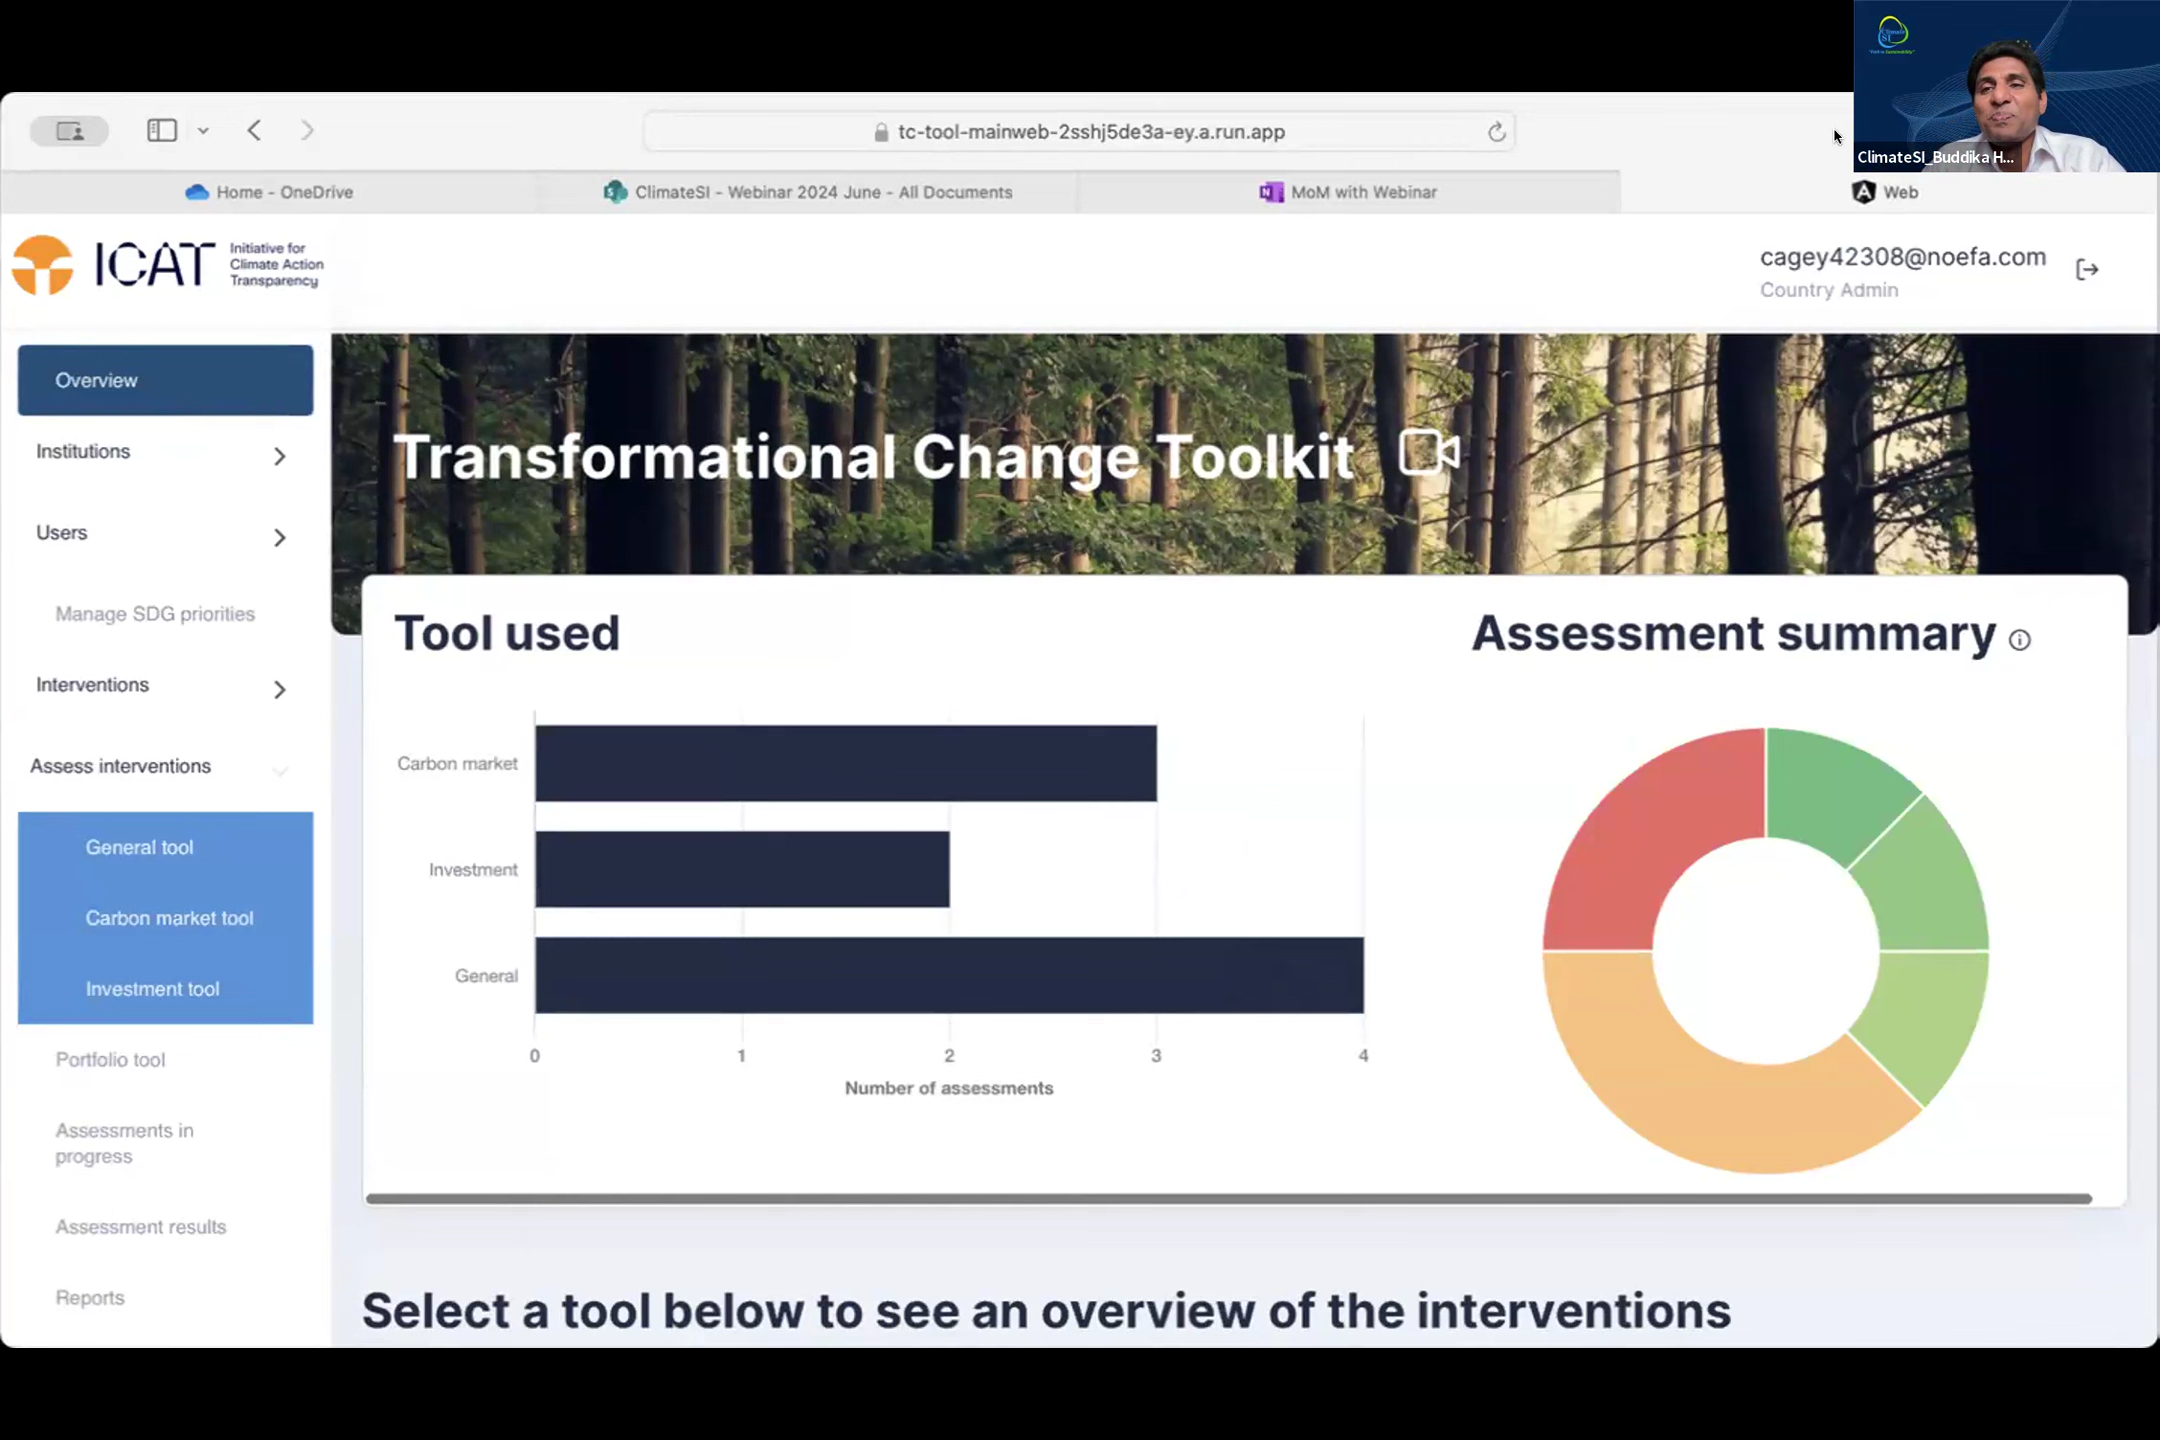 tc-tool-mainweb-2sshj5de3a-ey.a.run.app
ClimateSI_Buddika H...
Home - OneDrive
ClimateSI - Webinar 2024 June - All Documents
MoM with Webinar
Web
ICAT
Initiative for
Climate Action
Transparency
cagey42308@noefa.com
Country Admin
Overview
Institutions
Users
Manage SDG priorities
Interventions
Assess interventions
General tool
Carbon market tool
Investment tool
Portfolio tool
Assessments in
progress
Assessment results
Reports
Transformational Change Toolkit
Tool used
Carbon market
Investment
General
0 1 2 3 4
Number of assessments
Assessment summary
Select a tool below to see an overview of the interventions